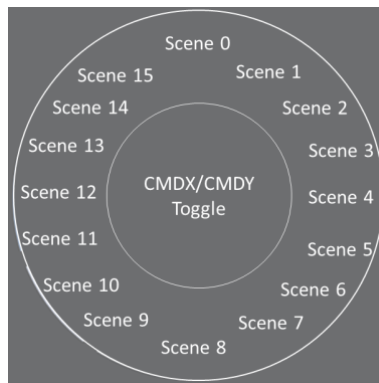 Scene 0
Scene 1
Scene 2
Scene 3
Scene 4
Scene 5
Scene 6
Scene 7
Scene 8
Scene 9
Scene 10
Scene 11
Scene 12
Scene 13
Scene 14
Scene 15
CMDX/CMDY
Toggle